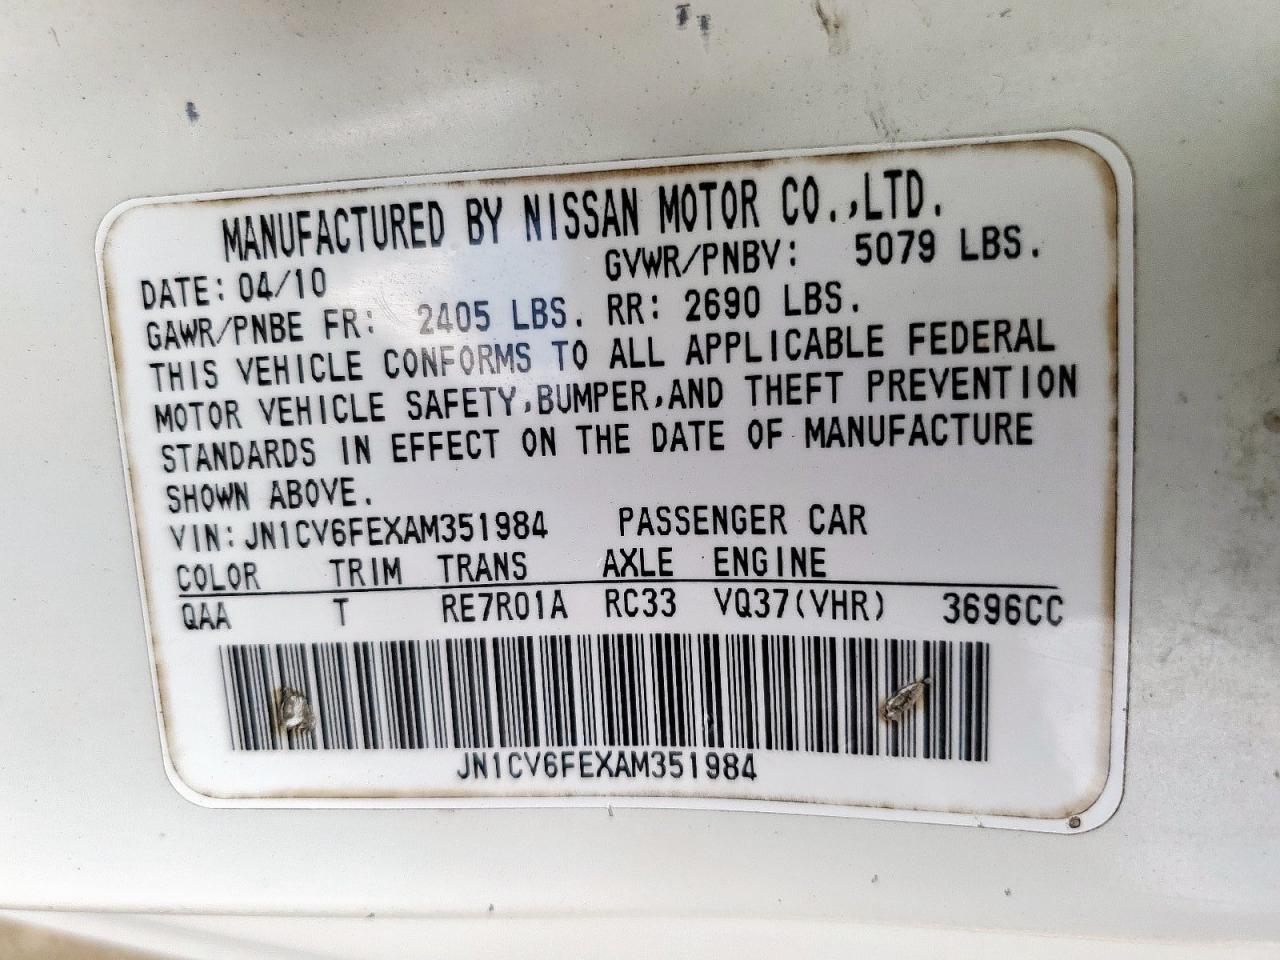 MANUFACTURED BY NISSAN MOTOR CO.,LTD.
DATE: 04/10 GVWR/PNBV: 5079 LBS.
GAWR/PNBE FR: 2405 LBS. RR: 2690 LBS.
THIS VEHICLE CONFORMS TO ALL APPLICABLE FEDERAL
MOTOR VEHICLE SAFETY,BUMPER,AND THEFT PREVENTION
STANDARDS IN EFFECT ON THE DATE OF MANUFACTURE
SHOWN ABOVE.
VIN: JN1CV6FEXAM351984 PASSENGER CAR
COLOR TRIM TRANS AXLE ENGINE
QAA T RE7R01A RC33 VQ37(VHR) 3696CC
JN1CV6FEXAM351984